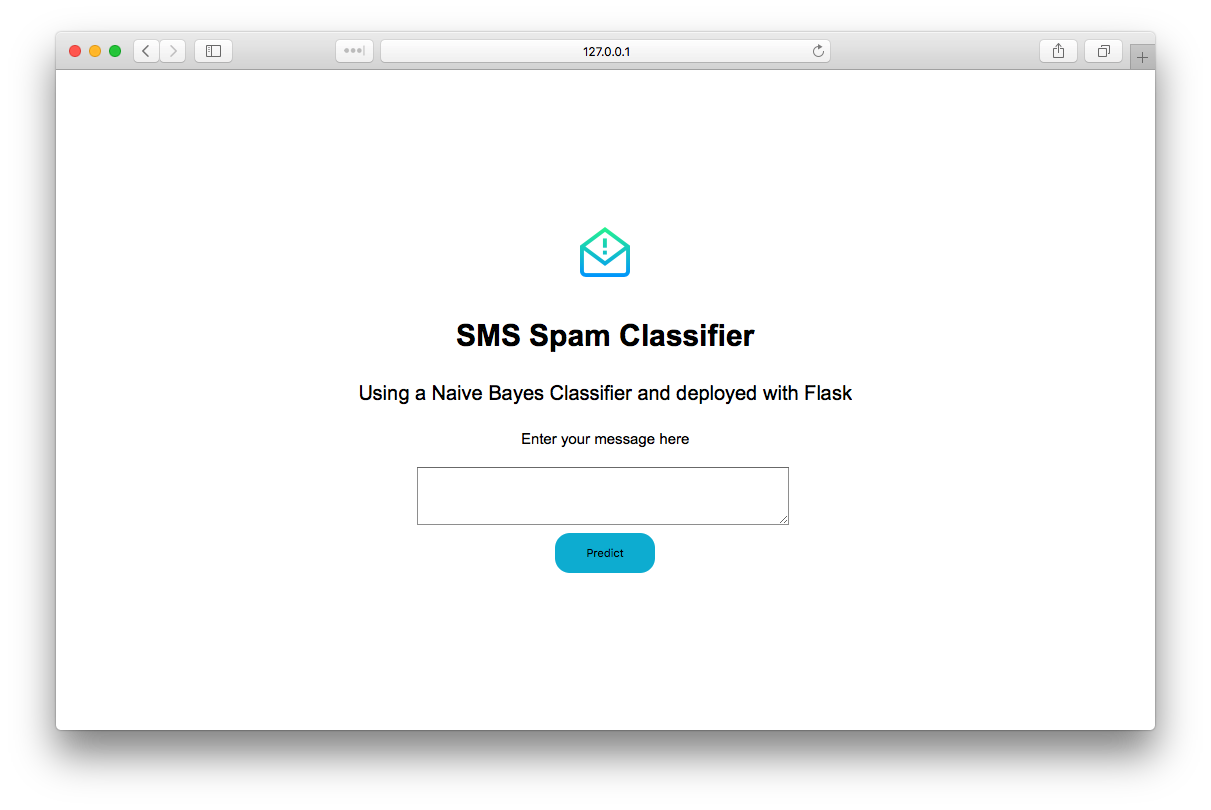 127.0.0.1
SMS Spam Classifier
Using a Naive Bayes Classifier and deployed with Flask
Enter your message here
Predict